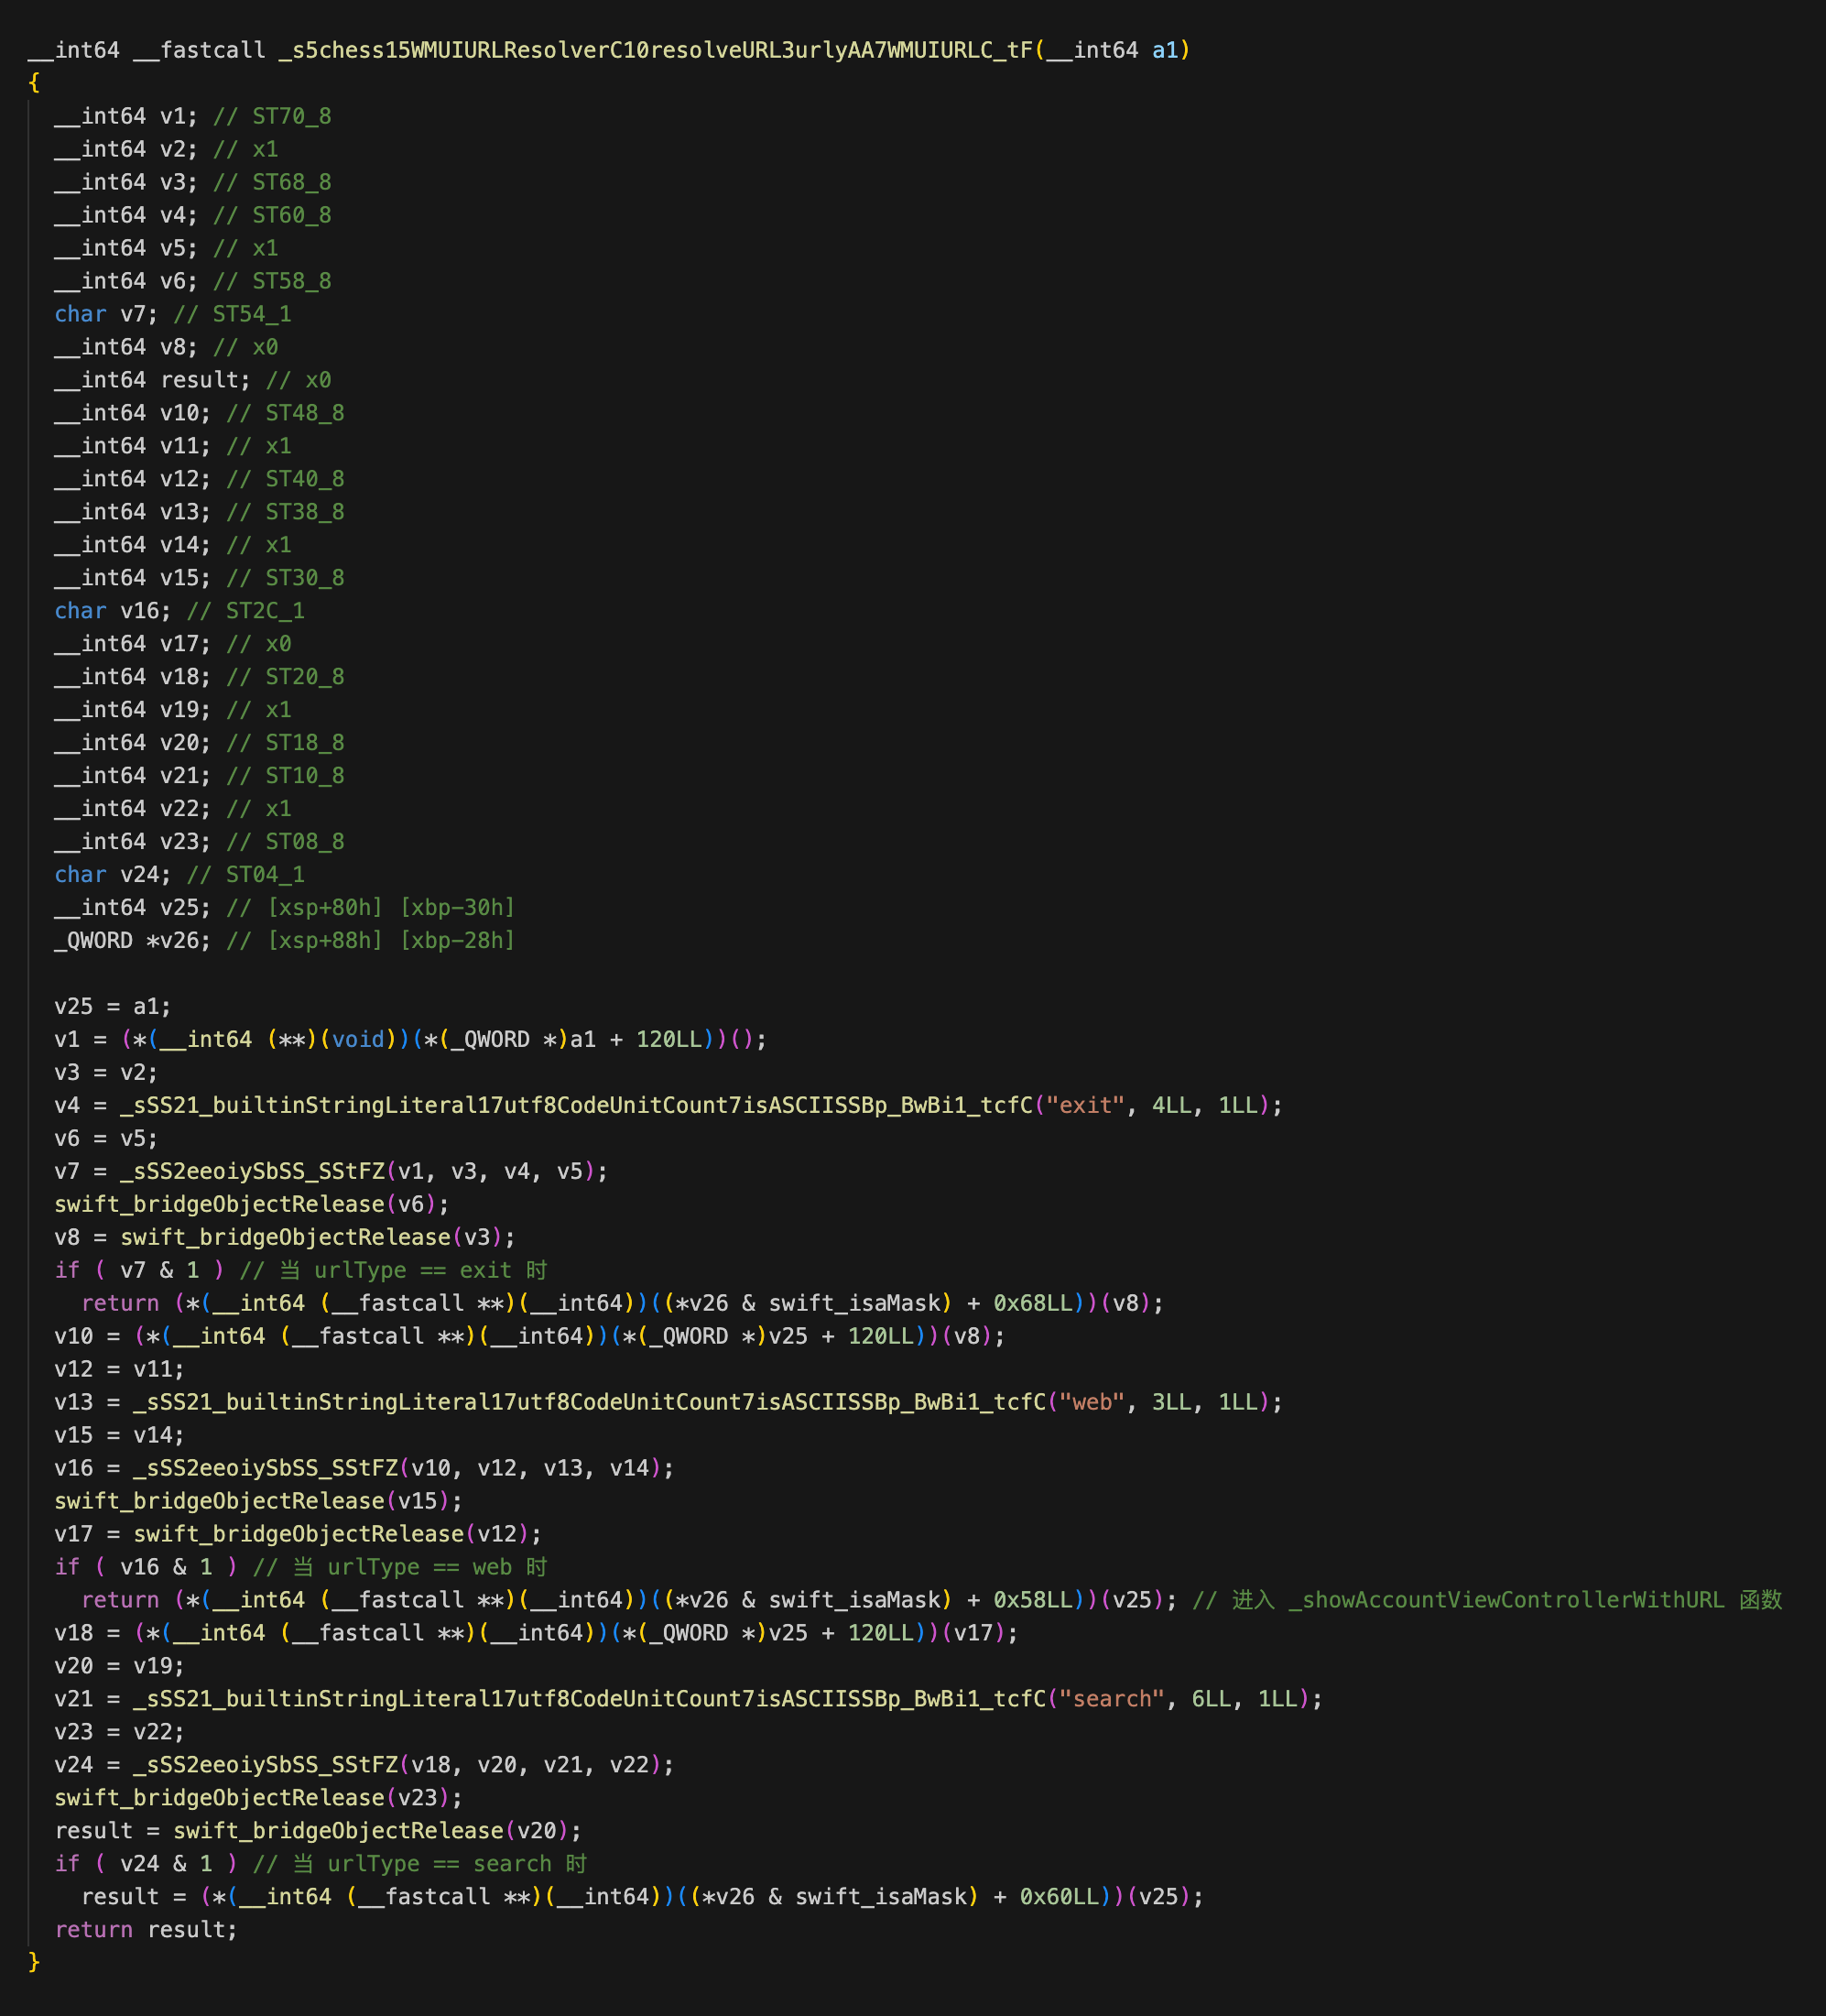 __int64 __fastcall _s5chess15WMUIURLResolverC10resolveURL3urlyAA7WMUIURLC_tF(__int64 a1)
{
  __int64 v1; // ST70_8
  __int64 v2; // x1
  __int64 v3; // ST68_8
  __int64 v4; // ST60_8
  __int64 v5; // x1
  __int64 v6; // ST58_8
  char v7; // ST54_1
  __int64 v8; // x0
  __int64 result; // x0
  __int64 v10; // ST48_8
  __int64 v11; // x1
  __int64 v12; // ST40_8
  __int64 v13; // ST38_8
  __int64 v14; // x1
  __int64 v15; // ST30_8
  char v16; // ST2C_1
  __int64 v17; // x0
  __int64 v18; // ST20_8
  __int64 v19; // x1
  __int64 v20; // ST18_8
  __int64 v21; // ST10_8
  __int64 v22; // x1
  __int64 v23; // ST08_8
  char v24; // ST04_1
  __int64 v25; // [xsp+80h] [xbp-30h]
  _QWORD *v26; // [xsp+88h] [xbp-28h]

  v25 = a1;
  v1 = (*(__int64 (**)(void))(*(_QWORD *)a1 + 120LL))();
  v3 = v2;
  v4 = _sSS21_builtinStringLiteral17utf8CodeUnitCount7isASCIISSBp_BwBi1_tcfC("exit", 4LL, 1LL);
  v6 = v5;
  v7 = _sSS2eeoiySbSS_SStFZ(v1, v3, v4, v5);
  swift_bridgeObjectRelease(v6);
  v8 = swift_bridgeObjectRelease(v3);
  if ( v7 & 1 ) // 当 urlType == exit 时
    return (*(__int64 (__fastcall **)(__int64))((*v26 & swift_isaMask) + 0x68LL))(v8);
  v10 = (*(__int64 (__fastcall **)(__int64))(*(_QWORD *)v25 + 120LL))(v8);
  v12 = v11;
  v13 = _sSS21_builtinStringLiteral17utf8CodeUnitCount7isASCIISSBp_BwBi1_tcfC("web", 3LL, 1LL);
  v15 = v14;
  v16 = _sSS2eeoiySbSS_SStFZ(v10, v12, v13, v14);
  swift_bridgeObjectRelease(v15);
  v17 = swift_bridgeObjectRelease(v12);
  if ( v16 & 1 ) // 当 urlType == web 时
    return (*(__int64 (__fastcall **)(__int64))((*v26 & swift_isaMask) + 0x58LL))(v25); // 进入 _showAccountViewControllerWithURL 函数
  v18 = (*(__int64 (__fastcall **)(__int64))(*(_QWORD *)v25 + 120LL))(v17);
  v20 = v19;
  v21 = _sSS21_builtinStringLiteral17utf8CodeUnitCount7isASCIISSBp_BwBi1_tcfC("search", 6LL, 1LL);
  v23 = v22;
  v24 = _sSS2eeoiySbSS_SStFZ(v18, v20, v21, v22);
  swift_bridgeObjectRelease(v23);
  result = swift_bridgeObjectRelease(v20);
  if ( v24 & 1 ) // 当 urlType == search 时
    result = (*(__int64 (__fastcall **)(__int64))((*v26 & swift_isaMask) + 0x60LL))(v25);
  return result;
}